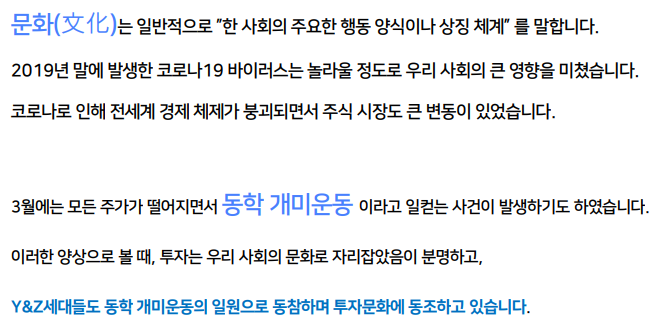 문화(文化)는 일반적으로 "한 사회의 주요한 행동 양식이나 상징 체계" 를 말합니다.
2019년 말에 발생한 코로나19 바이러스는 놀라울 정도로 우리 사회의 큰 영향을 미쳤습니다.
코로나로 인해 전세계 경제 체제가 붕괴되면서 주식 시장도 큰 변동이 있었습니다.
3월에는 모든 주가가 떨어지면서 동학 개미운동 이라고 일컫는 사건이 발생하기도 하였습니다.
이러한 양상으로 볼 때, 투자는 우리 사회의 문화로 자리잡았음이 분명하고,
Y&Z세대들도 동학 개미운동의 일원으로 동참하며 투자문화에 동조하고 있습니다.